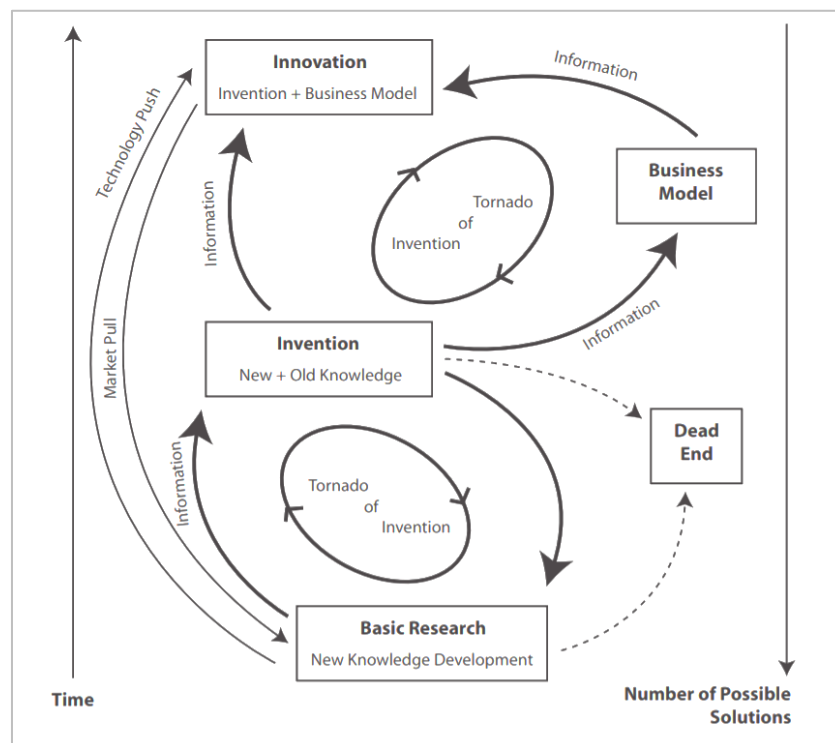 Innovation
Invention + Business Model
Information
Technology Push
Business
Model
Information
Tornado
of
Invention
Market Pull
Invention
New + Old Knowledge
Information
Dead
End
Information
Tornado
of
Invention
Basic Research
New Knowledge Development
Time
Number of Possible
Solutions